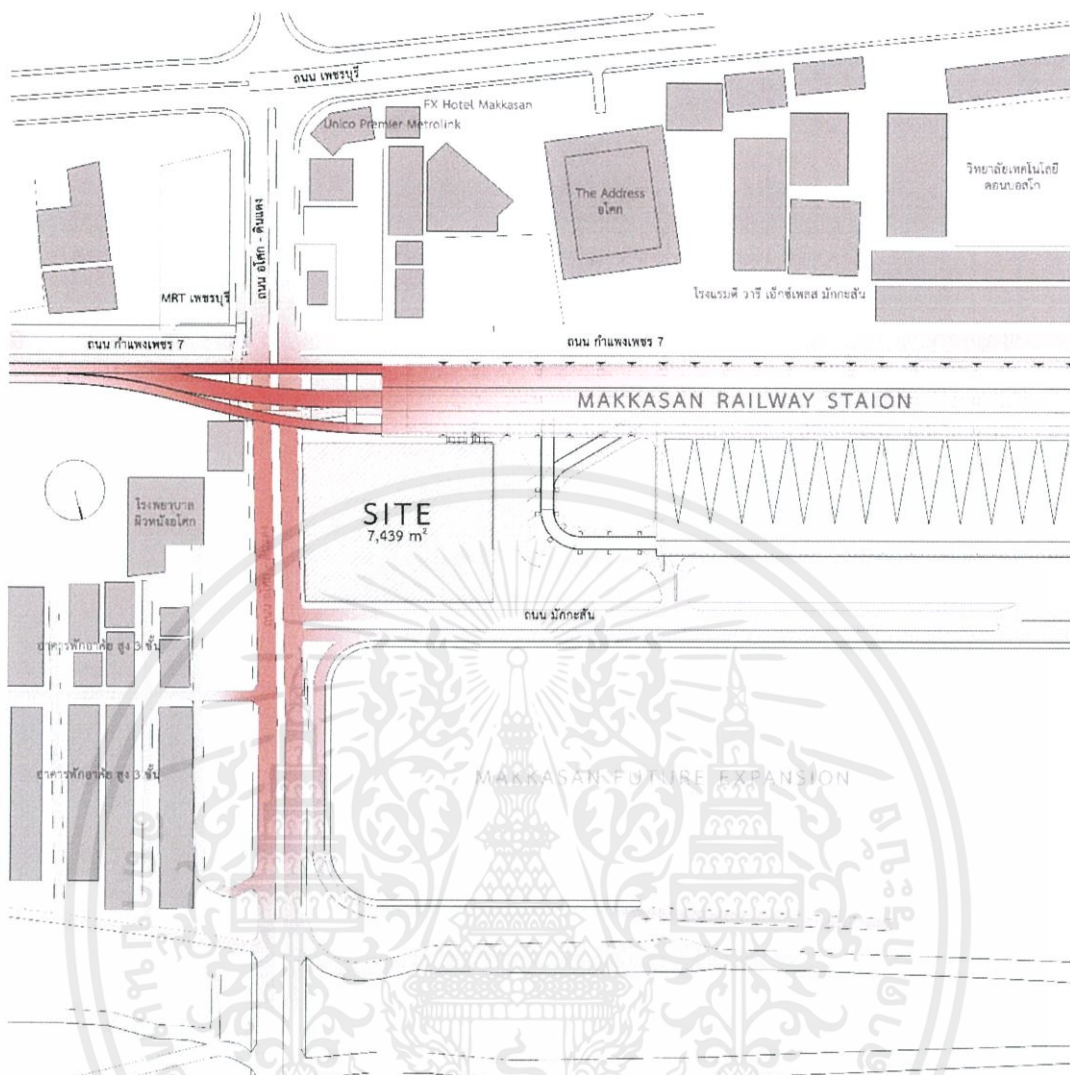 ถนน เพชรบุรี
FX Hotel Makkasan
Unico Premier Metrolink
The Address
อโศก
วิทยาลัยเทคโนโลยี
ดอนบอสโก
ถนน อโศก - ดินแดง
MRT เพชรบุรี
โรงแรมดี วารี เอ็กซ์เพลส มักกะสัน
ถนน กำแพงเพชร 7
ถนน กำแพงเพชร 7
MAKKASAN RAILWAY STAION
SITE
7,439 m²
โรงพยาบาล
ผิวหนังอโศก
ถนน มักกะสัน
อาคารพักอาศัย สูง 3 ชั้น
อาคารพักอาศัย สูง 3 ชั้น
MAKKASAN FUTURE EXPANSION